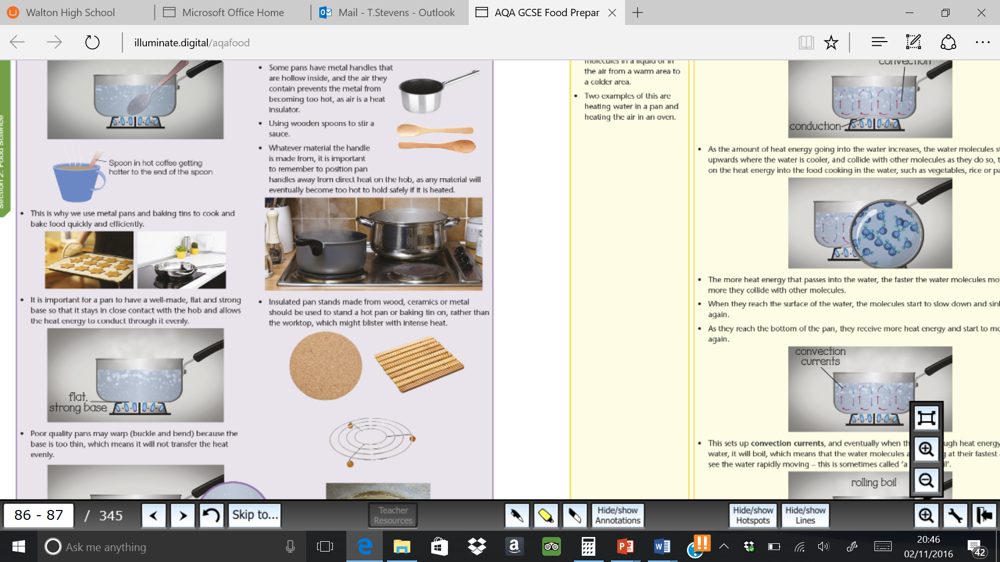 Walton High School
Microsoft Office Home
Mail - T.Stevens - Outlook
AQA GCSE Food Prepar
illuminate.digital/aqafood
Section 2: Food Science
Spoon in hot coffee getting
hotter to the end of the spoon
• This is why we use metal pans and baking tins to cook and
bake food quickly and efficiently.
• It is important for a pan to have a well-made, flat and strong
base so that it stays in close contact with the hob and allows
the heat energy to conduct through it evenly.
flat,
strong base
• Poor quality pans may warp (buckle and bend) because the
base is too thin, which means it will not transfer the heat
evenly.
• Some pans have metal handles that
are hollow inside, and the air they
contain prevents the metal from
becoming too hot, as air is a heat
insulator.
• Using wooden spoons to stir a
sauce.
• Whatever material the handle
is made from, it is important
to remember to position pan
handles away from direct heat on the hob, as any material will
eventually become too hot to hold safely if it is heated.
• Insulated pan stands made from wood, ceramics or metal
should be used to stand a hot pan or baking tin on, rather than
the worktop, which might blister with intense heat.
molecules in a liquid or in
the air from a warm area to
a colder area.
• Two examples of this are
heating water in a pan and
heating the air in an oven.
convection
conduction
• As the amount of heat energy going into the water increases, the water molecules
upwards where the water is cooler, and collide with other molecules as they do so,
on the heat energy into the food cooking in the water, such as vegetables, rice or
• The more heat energy that passes into the water, the faster the water molecules
more they collide with other molecules.
• When they reach the surface of the water, the molecules start to slow down and
again.
• As they reach the bottom of the pan, they receive more heat energy and start to
again.
convection
currents
• This sets up convection currents, and eventually when heat energy
water, it will boil, which means that the water molecules at their fastest
see the water rapidly moving – this is sometimes called ‘a
rolling boil
86 - 87 / 345
< > Skip to...
Teacher
Resources
Hide/show
Annotations
Hide/show
Hotspots
Hide/show
Lines
Ask me anything
20:46
02/11/2016
42